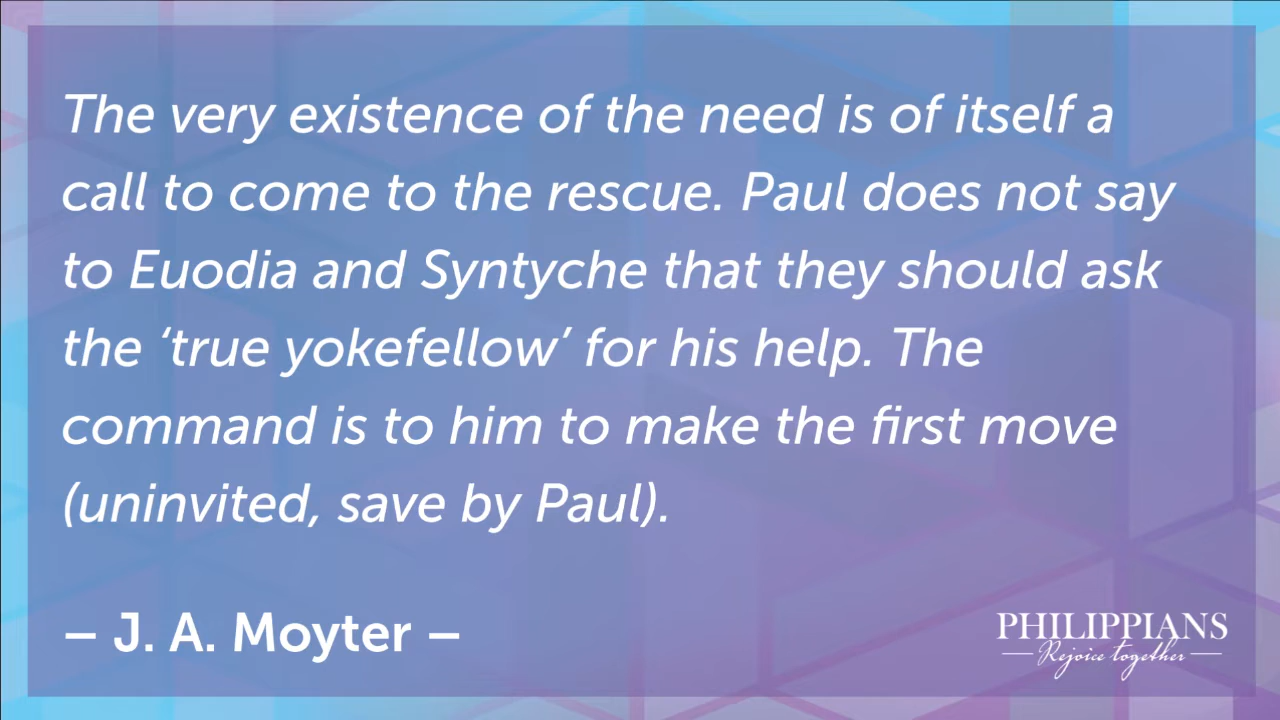 The very existence of the need is of itself a
call to come to the rescue. Paul does not say
to Euodia and Syntyche that they should ask
the ‘true yokefellow’ for his help. The
command is to him to make the first move
(uninvited, save by Paul).
– J. A. Moyter –
PHILIPPIANS
Rejoice together